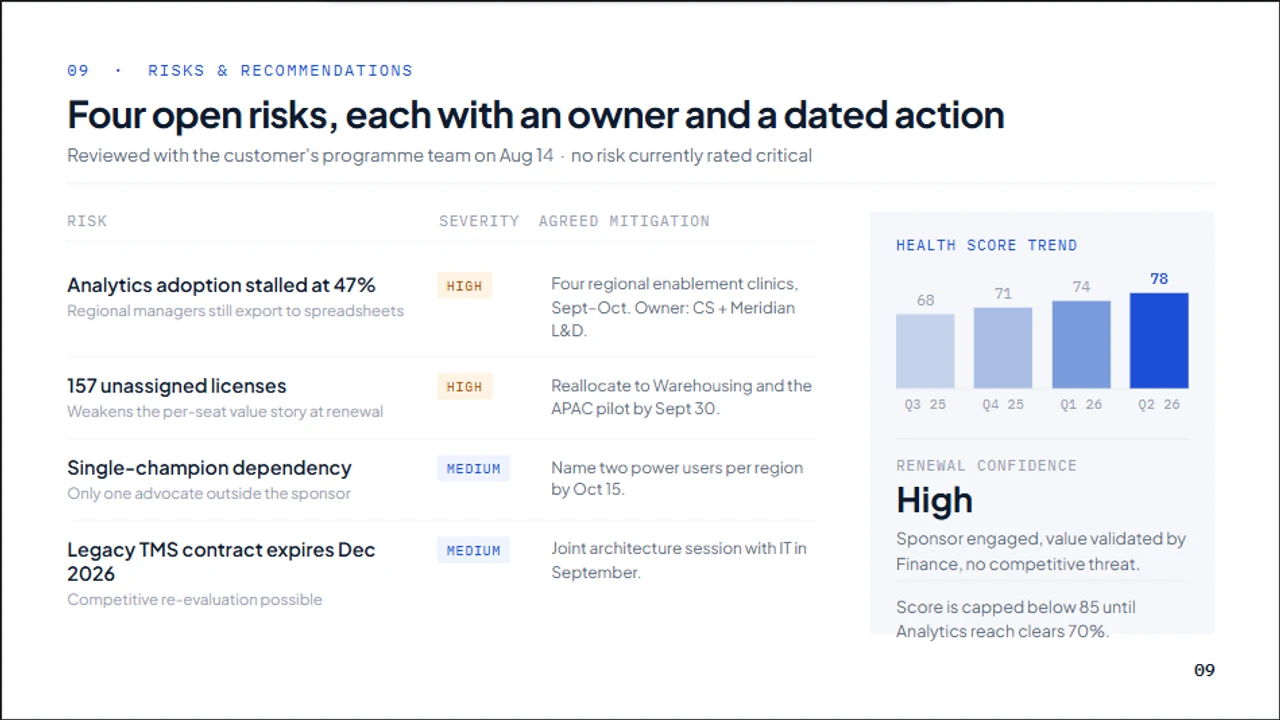 09 · RISKS & RECOMMENDATIONS
Four open risks, each with an owner and a dated action
Reviewed with the customer's programme team on Aug 14 · no risk currently rated critical
RISK
SEVERITY
AGREED MITIGATION
Analytics adoption stalled at 47%
Regional managers still export to spreadsheets
HIGH
Four regional enablement clinics,
Sept–Oct. Owner: CS + Meridian
L&D.
157 unassigned licenses
Weakens the per-seat value story at renewal
HIGH
Reallocate to Warehousing and the
APAC pilot by Sept 30.
Single-champion dependency
Only one advocate outside the sponsor
MEDIUM
Name two power users per region
by Oct 15.
Legacy TMS contract expires Dec
2026
Competitive re-evaluation possible
MEDIUM
Joint architecture session with IT in
September.
HEALTH SCORE TREND
68
71
74
78
Q3 25
Q4 25
Q1 26
Q2 26
RENEWAL CONFIDENCE
High
Sponsor engaged, value validated by
Finance, no competitive threat.
Score is capped below 85 until
Analytics reach clears 70%.
09